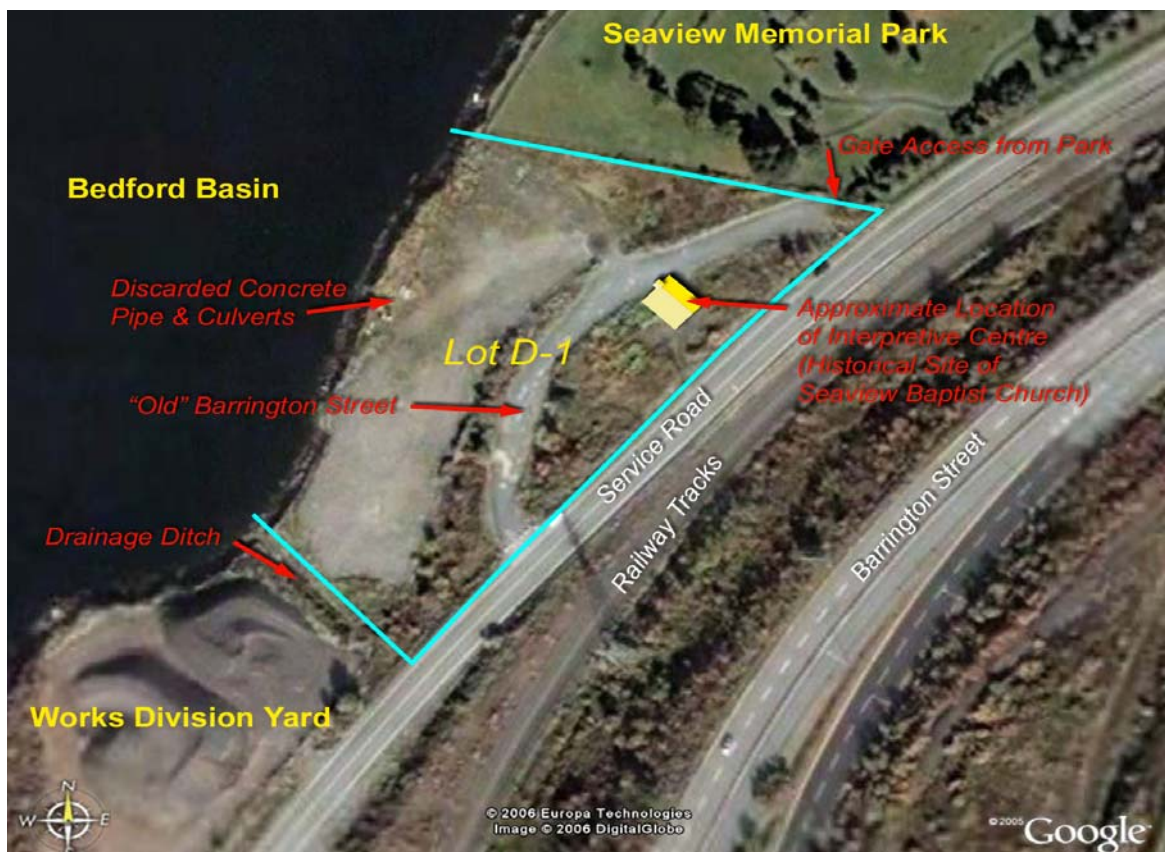 Seaview Memorial Park
Gate Access from Park
Bedford Basin
Discarded Concrete
Pipe & Culverts
Approximate Location
of Interpretive Centre
(Historical Site of
Seaview Baptist Church)
Lot D-1
“Old” Barrington Street
Service Road
Railway Tracks
Barrington Street
Drainage Ditch
Works Division Yard
N
W
E
S
© 2006 Europa Technologies
Image © 2006 DigitalGlobe
©2005 Google™